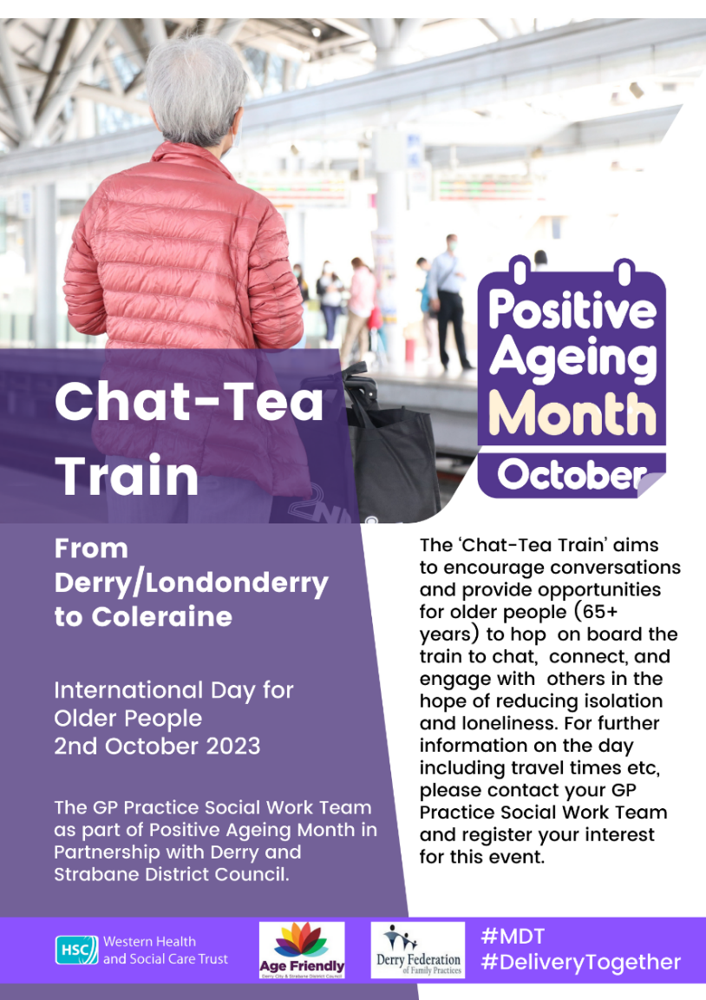 Positive
Ageing
Month
October
Chat-Tea
Train
2NN
From
Derry/Londonderry
to Coleraine
International Day for
Older People
2nd October 2023
The GP Practice Social Work Team
as part of Positive Ageing Month in
Partnership with Derry and
Strabane District Council.
The ‘Chat-Tea Train’ aims
to encourage conversations
and provide opportunities
for older people (65+
years) to hop  on board the
train to chat,  connect, and
engage with  others in the
hope of reducing isolation
and loneliness. For further
information on the day
including travel times etc,
please contact your GP
Practice Social Work Team
and register your interest
for this event.
HSC
Western Health
and Social Care Trust
Age Friendly
Derry City & Strabane District Council
Derry Federation
of Family Practices
#MDT
#DeliveryTogether